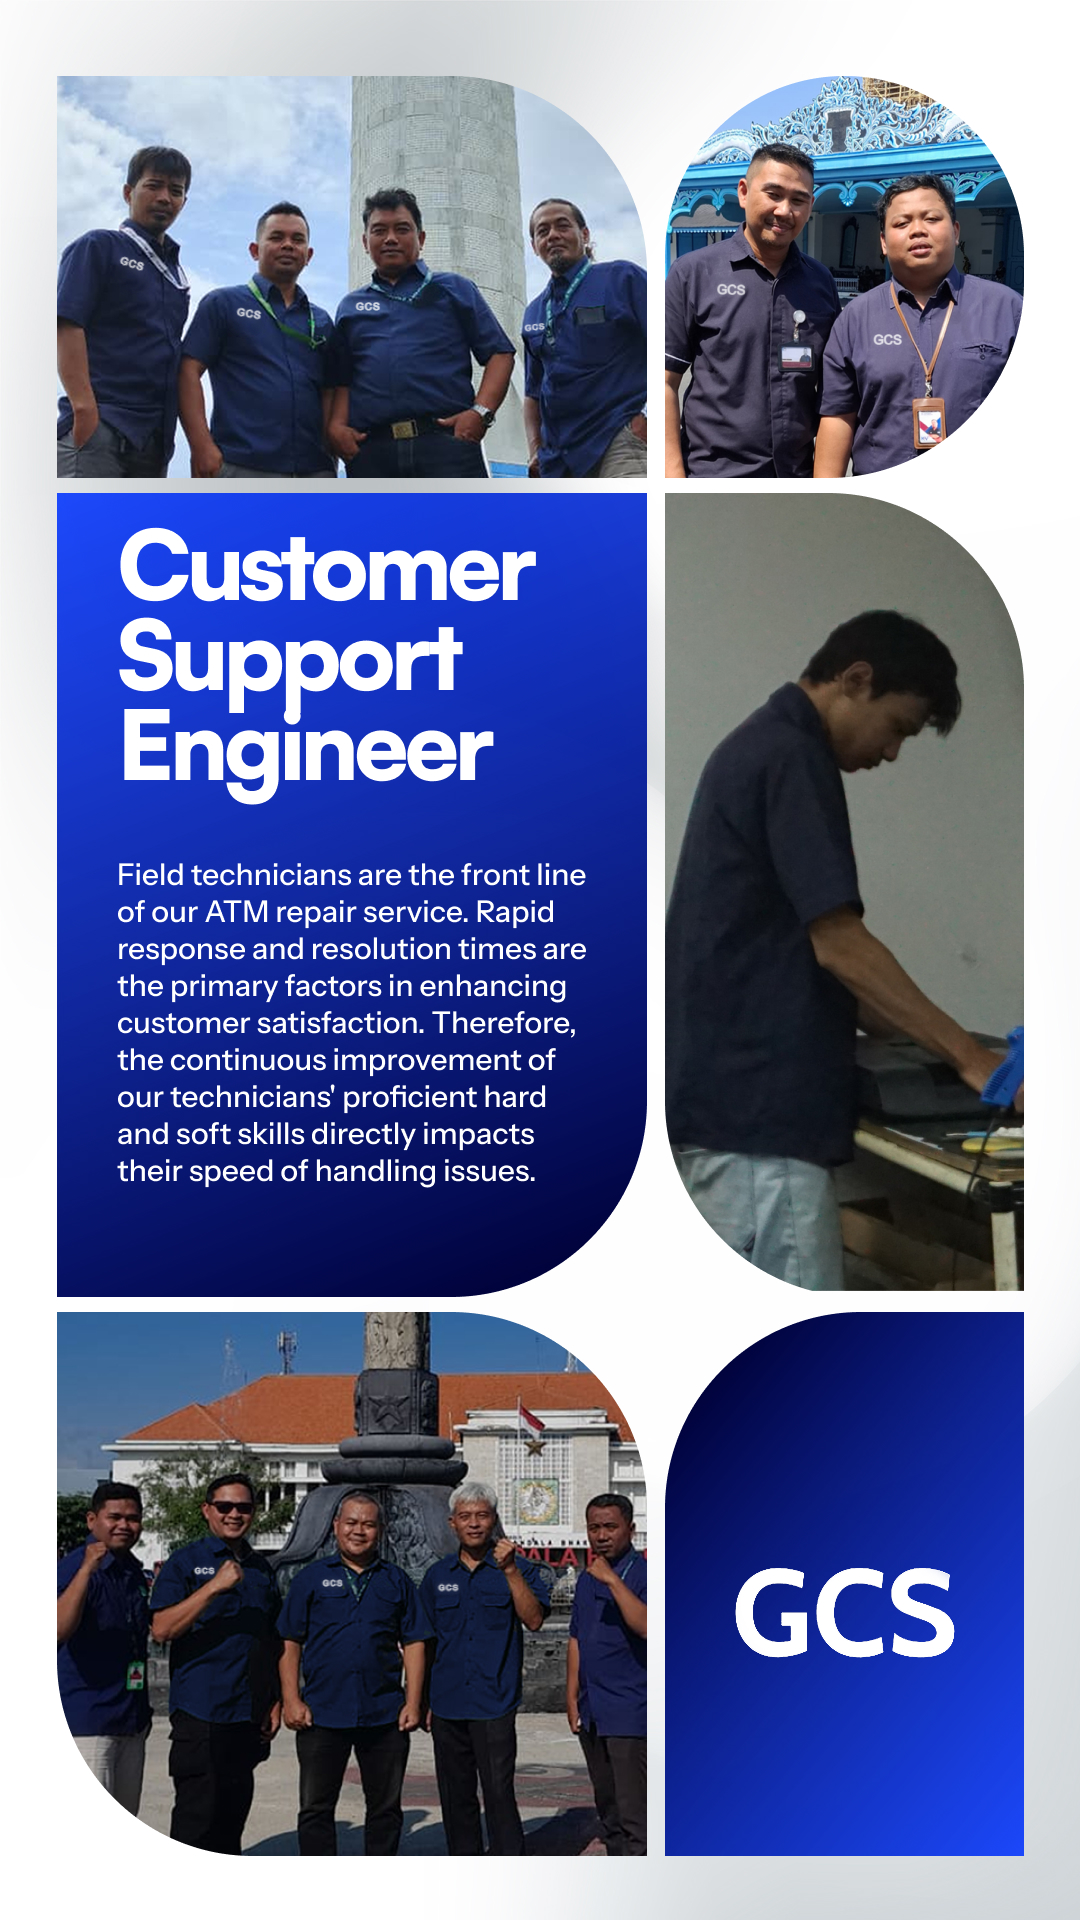 GCS
GCS
GCS
GCS
GCS
GCS
Customer
Support
Engineer
Field technicians are the front line
of our ATM repair service. Rapid
response and resolution times are
the primary factors in enhancing
customer satisfaction. Therefore,
the continuous improvement of
our technicians' proficient hard
and soft skills directly impacts
their speed of handling issues.
GCS
GCS
GCS
GCS